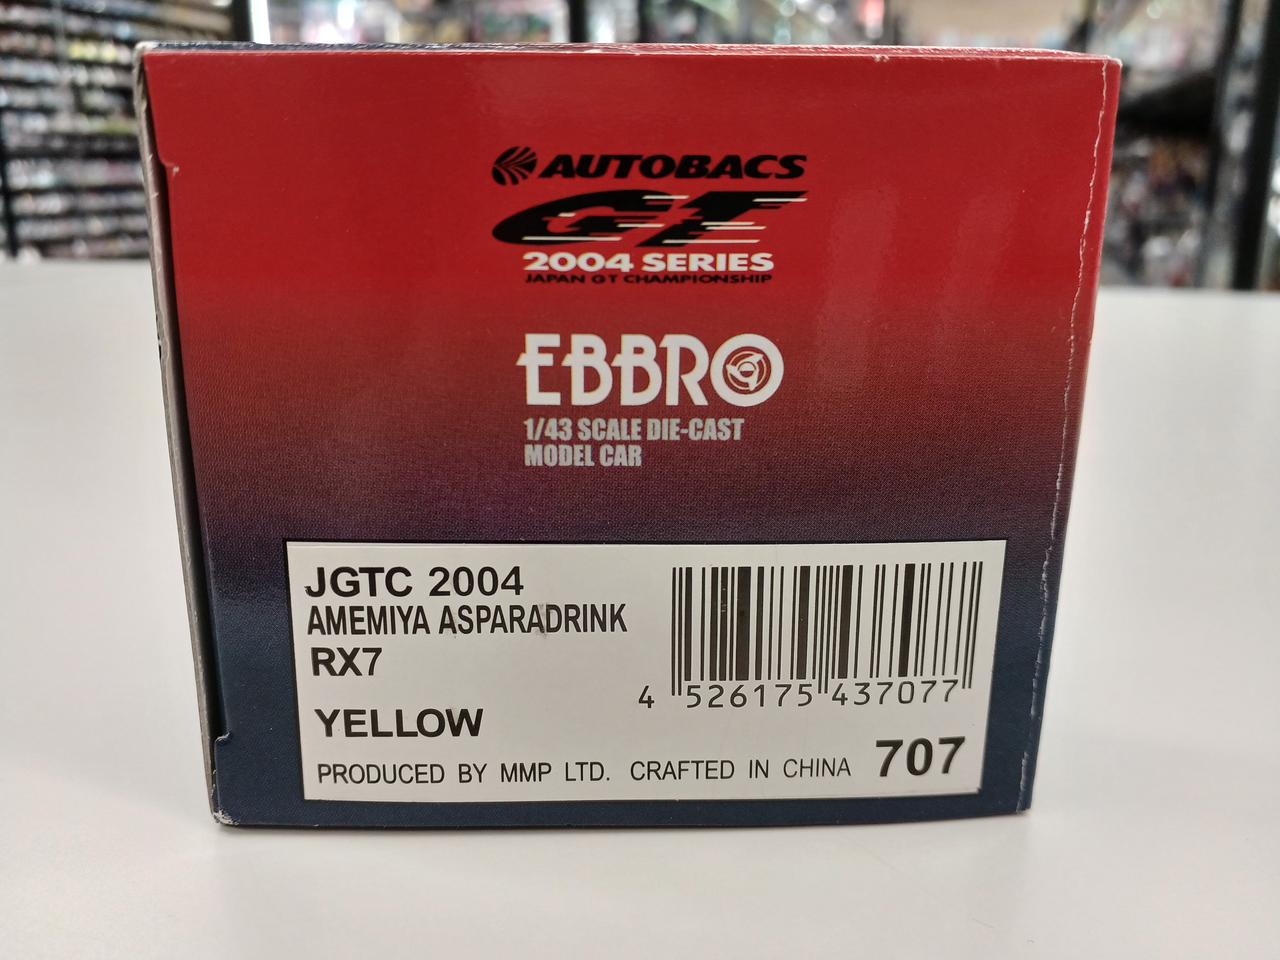 AUTOBACS
GT
2004 SERIES
JAPAN GT CHAMPIONSHIP
EBBRO
1/43 SCALE DIE-CAST
MODEL CAR
JGTC 2004
AMEMIYA ASPARADRINK
RX7
YELLOW
4 526175 437077
PRODUCED BY MMP LTD. CRAFTED IN CHINA 707